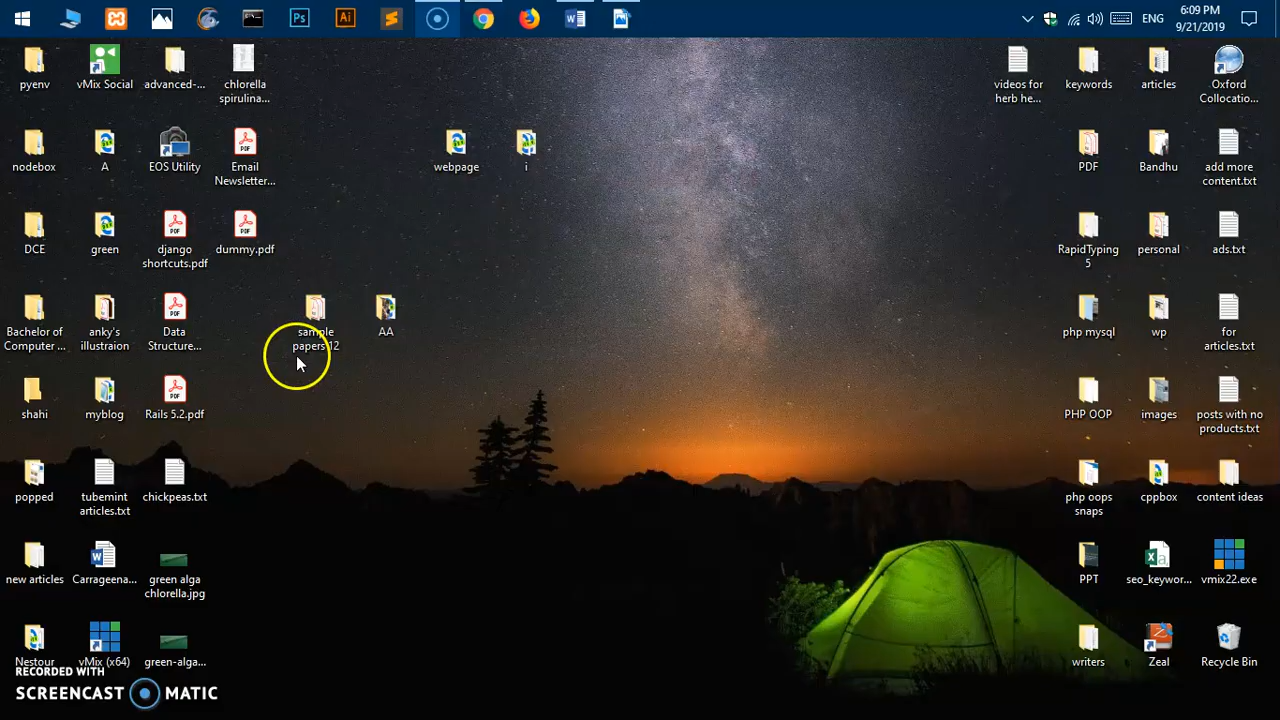 Ps
Ai
ENG
6:09 PM
9/21/2019
pyenv
vMix Social
advanced-...
chlorella
spirulina...
videos for
herb he...
keywords
articles
Oxford
Collocatio...
nodebox
A
EOS Utility
Email
Newsletter...
webpage
i
PDF
Bandhu
add more
content.txt
DCE
green
django
shortcuts.pdf
dummy.pdf
RapidTyping
5
personal
ads.txt
Bachelor of
Computer ...
anky's
illustraion
Data
Structure...
sample
papers 12
AA
php mysql
wp
for
articles.txt
shahi
myblog
Rails 5.2.pdf
PHP OOP
images
posts with no
products.txt
popped
tubemint
articles.txt
chickpeas.txt
php oops
snaps
cppbox
content ideas
new articles
Carrageena...
green alga
chlorella.jpg
PPT
seo_keywor...
vmix22.exe
Nestour
vMix (x64)
green-alga...
writers
Zeal
Recycle Bin
RECORDED WITH
SCREENCAST MATIC